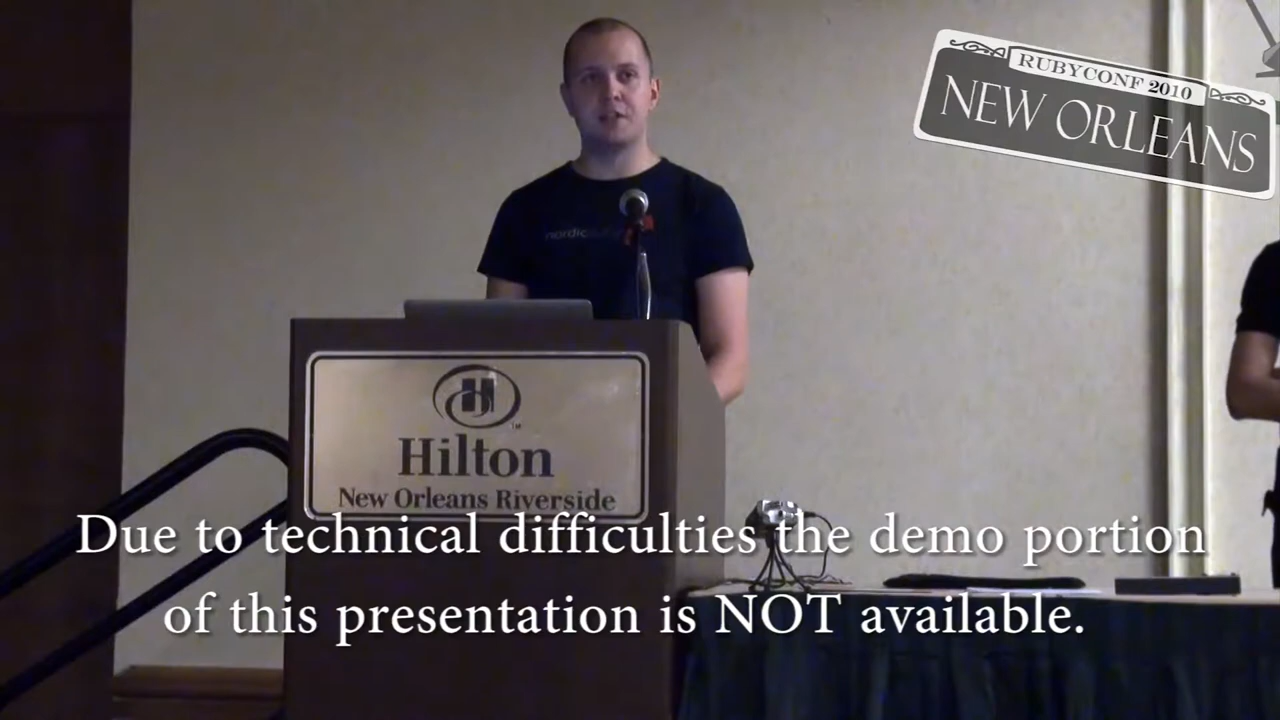 RUBYCONF 2010
NEW ORLEANS
nordic
H
Hilton
New Orleans Riverside
Due to technical difficulties the demo portion
of this presentation is NOT available.